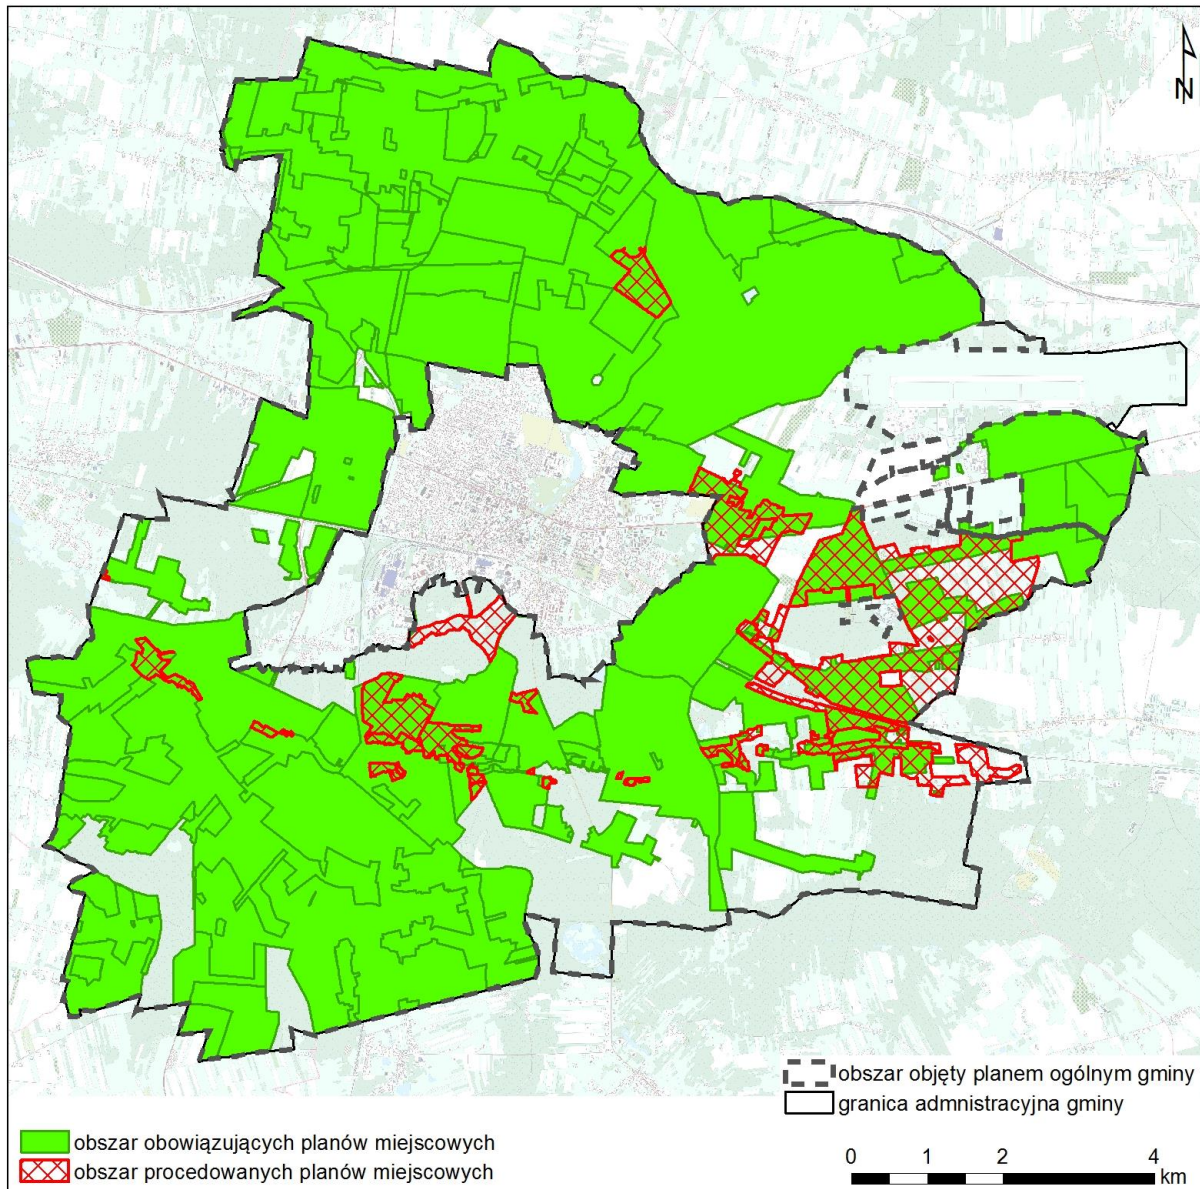 N
obszar objęty planem ogólnym gminy
granica admnistracyjna gminy
obszar obowiązujących planów miejscowych
obszar procedowanych planów miejscowych
0 1 2 4
km